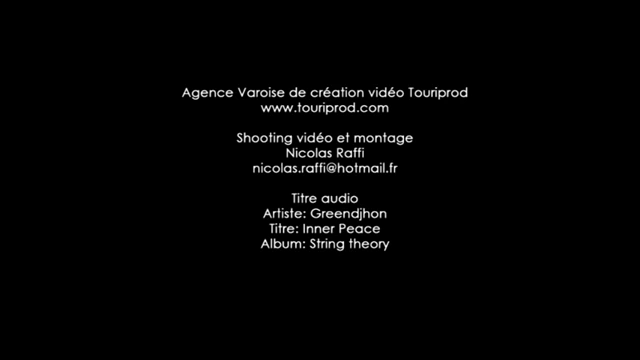 Agence Varoise de création vidéo Touriprod
www.touriprod.com
Shooting vidéo et montage
Nicolas Raffi
nicolas.raffi@hotmail.fr
Titre audio
Artiste: Greendjhon
Titre: Inner Peace
Album: String theory